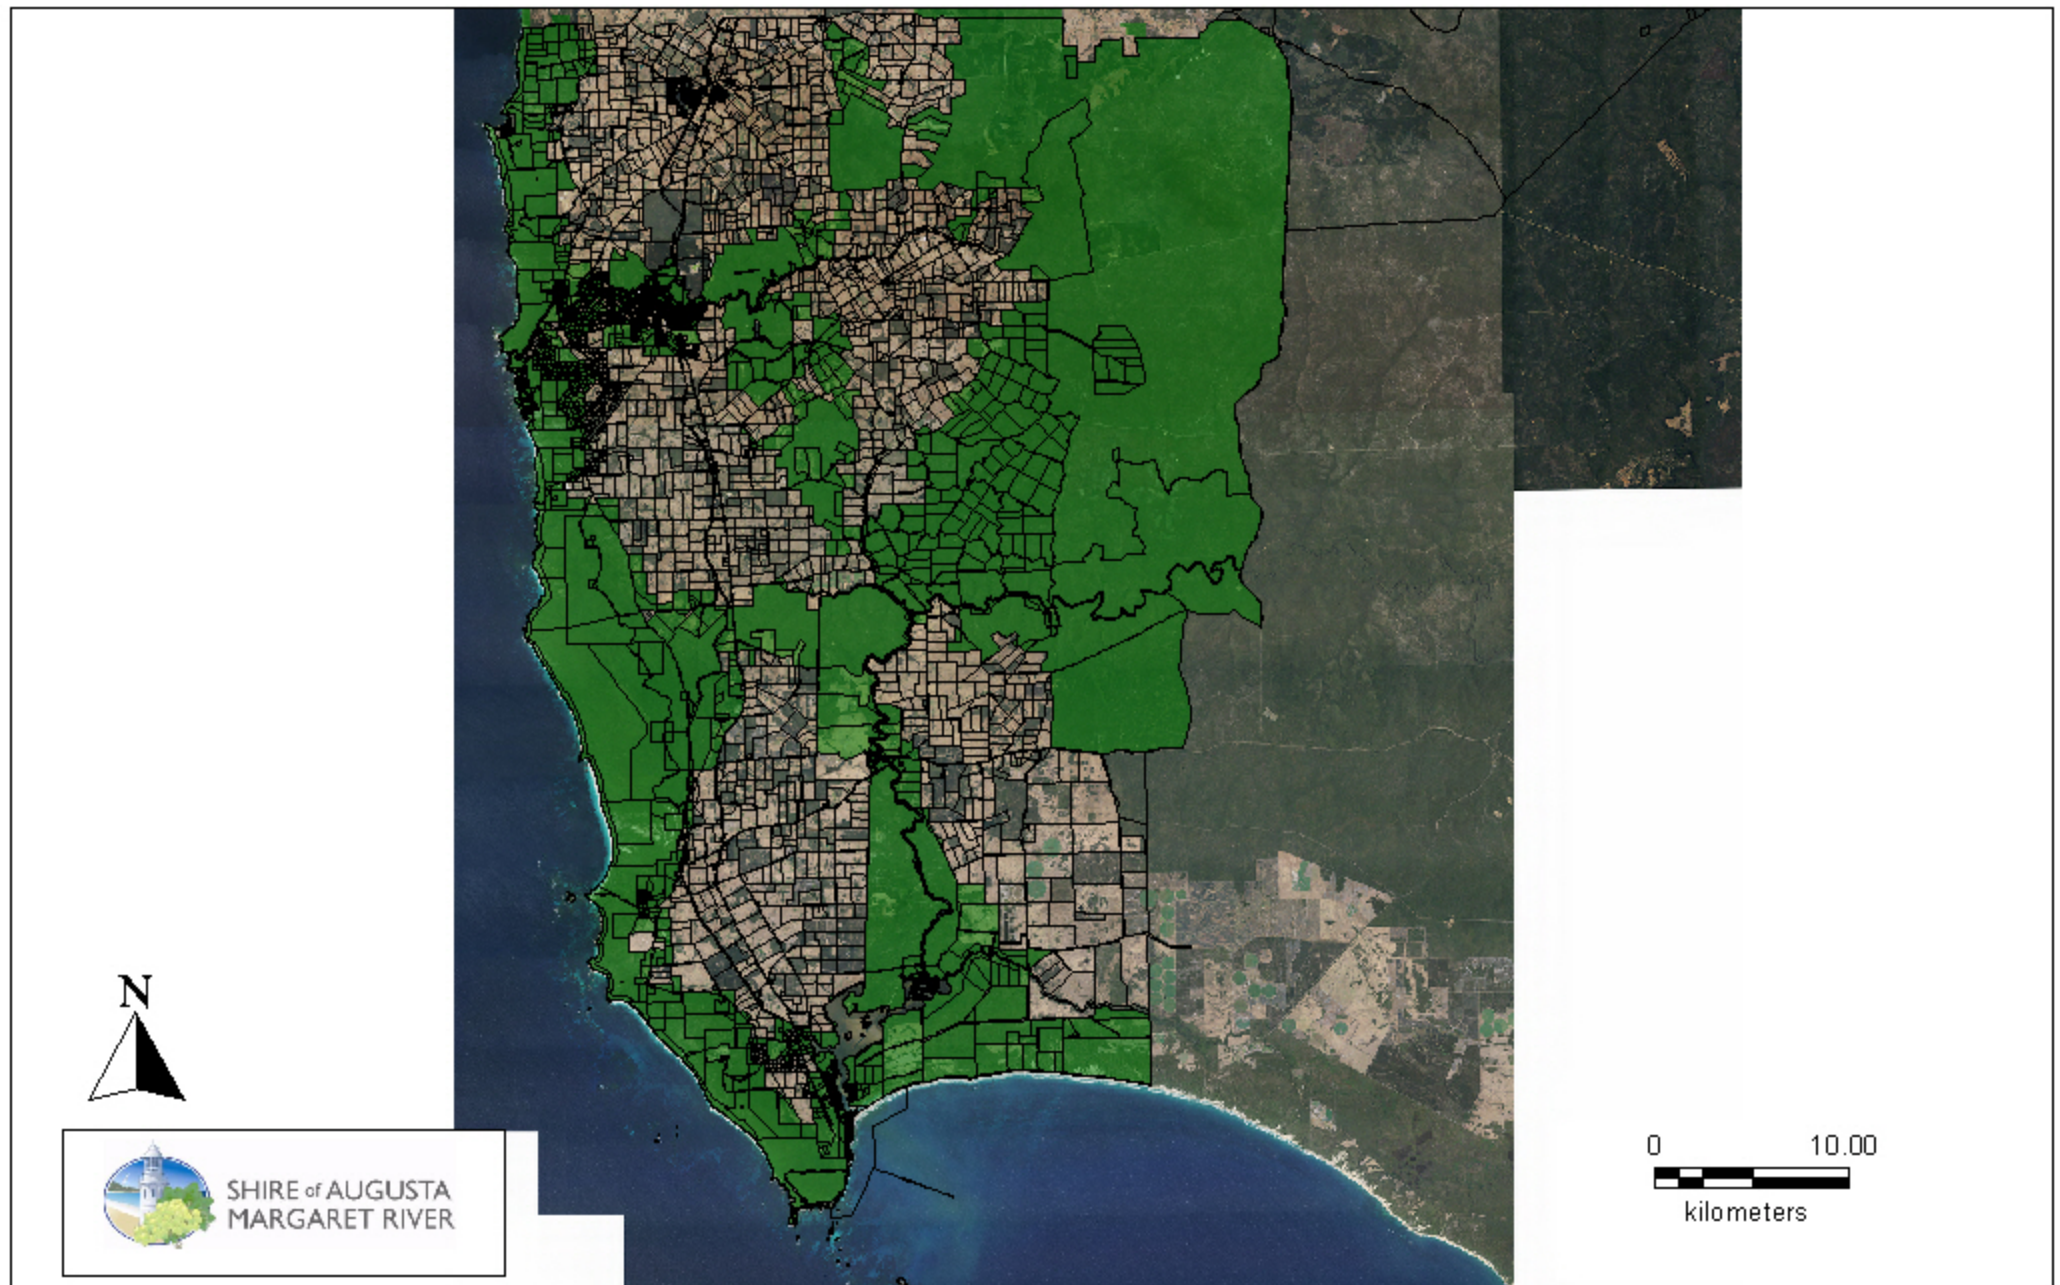 N
SHIRE of AUGUSTA
MARGARET RIVER
0 10.00
kilometers